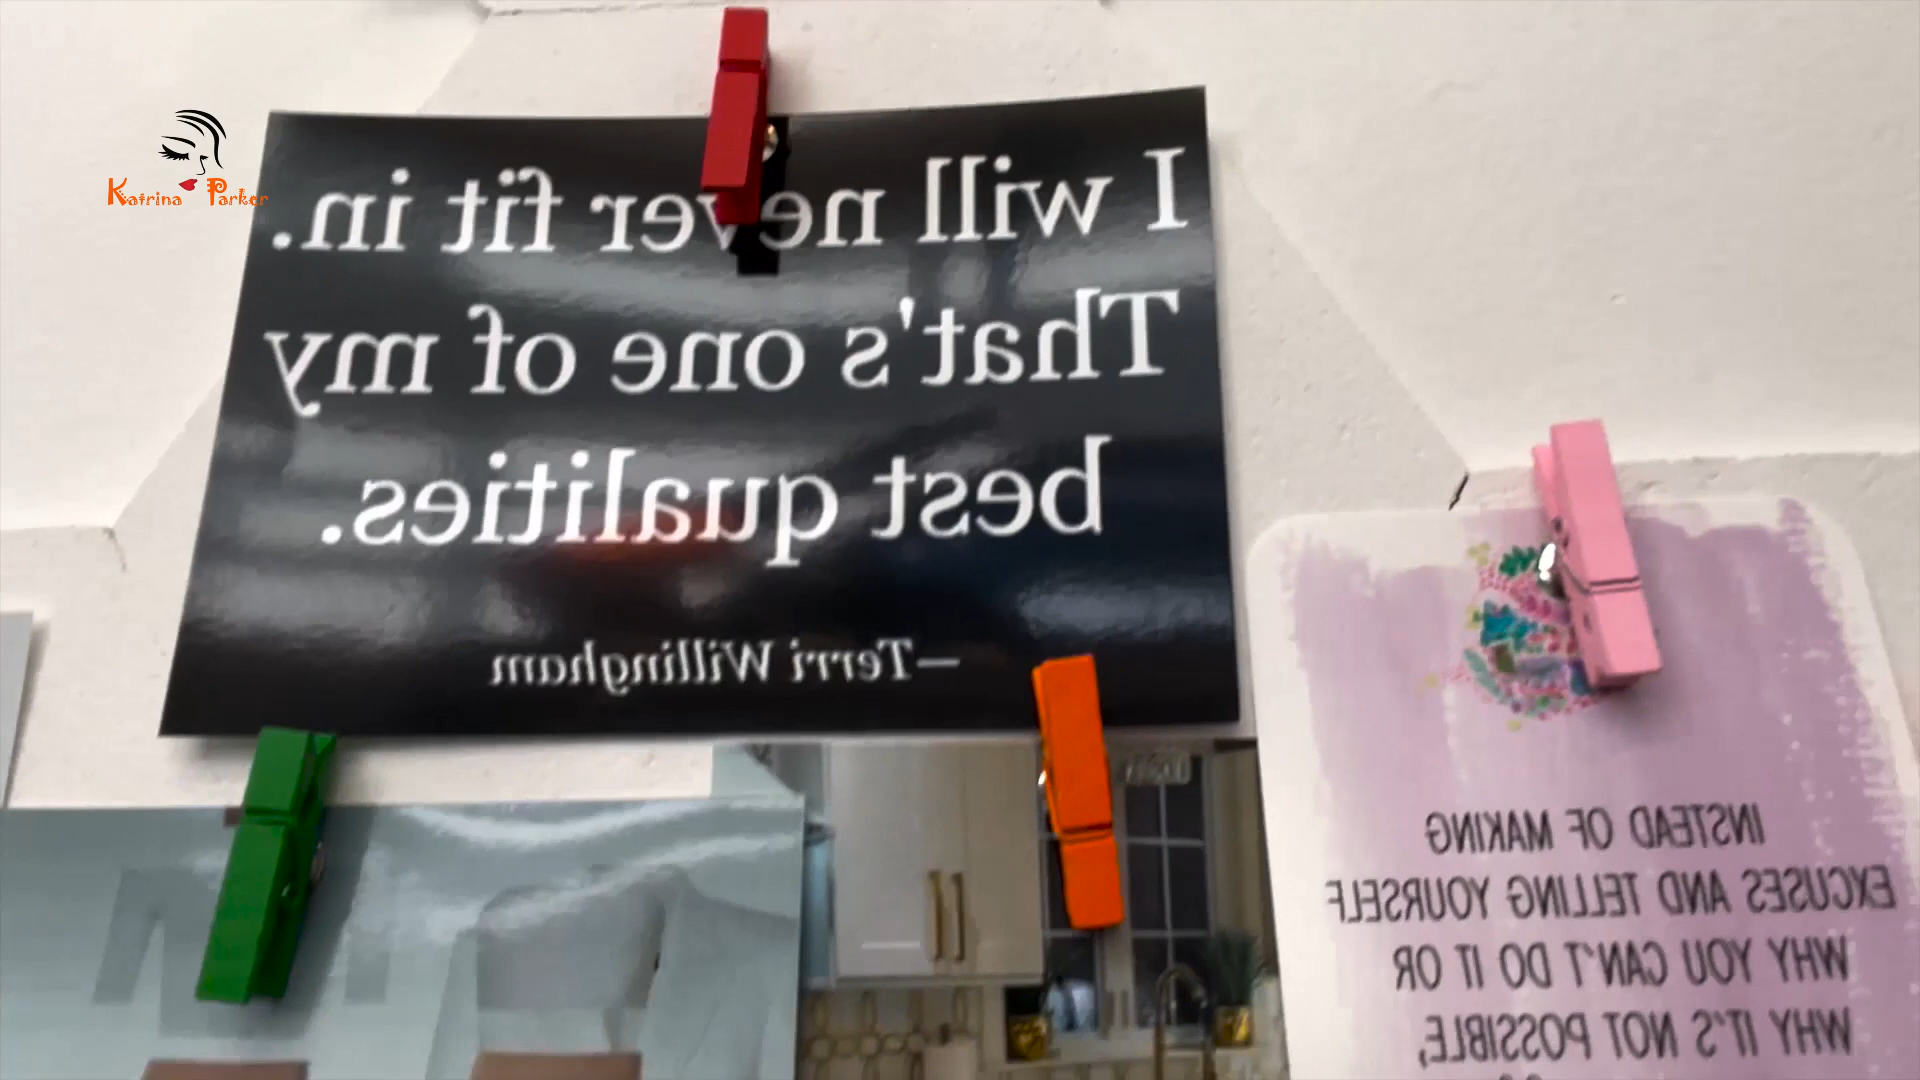 Katrina Parker
I will never fit in.
That's one of my
best qualities.
—Terri Willingham
INSTEAD OF MAKING
EXCUSES AND TELLING YOURSELF
WHY YOU CAN'T DO IT OR
WHY IT'S NOT POSSIBLE,